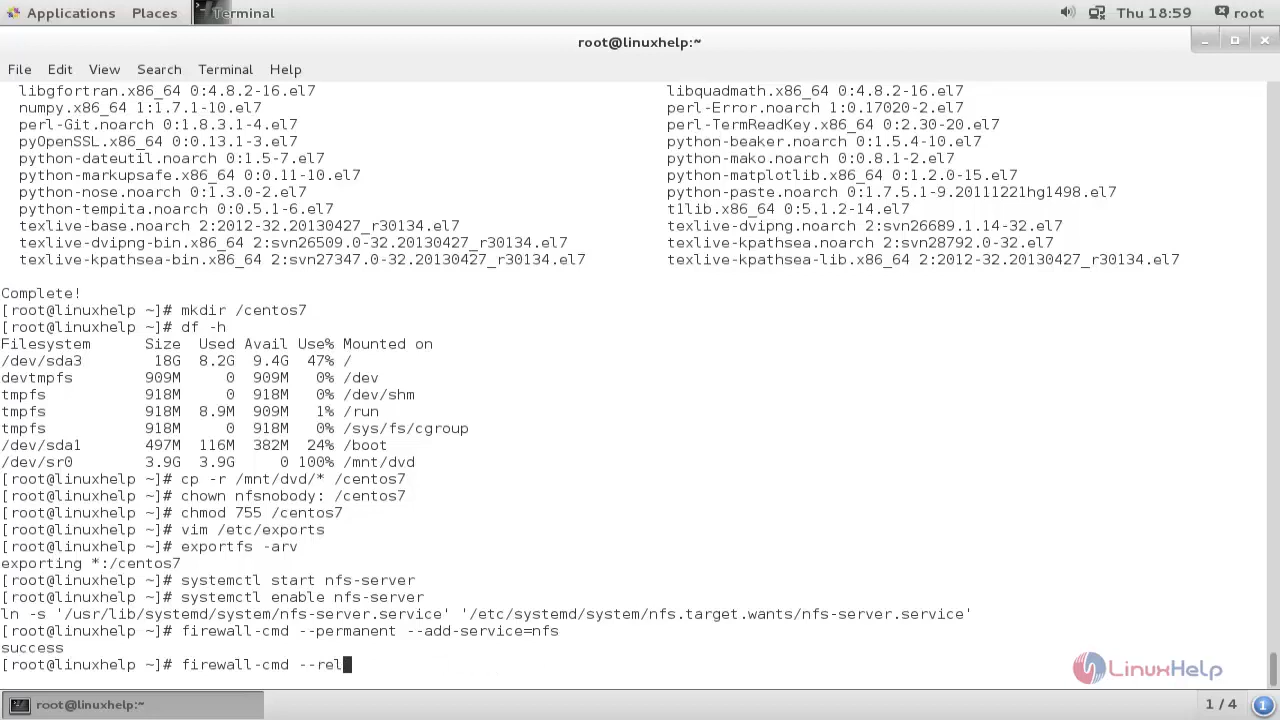 Applications Places Terminal Thu 18:59 root
root@linuxhelp:~
File Edit View Search Terminal Help
libgfortran.x86_64 0:4.8.2-16.el7 libquadmath.x86_64 0:4.8.2-16.el7
numpy.x86_64 1:1.7.1-10.el7 perl-Error.noarch 1:0.17020-2.el7
perl-Git.noarch 0:1.8.3.1-4.el7 perl-TermReadKey.x86_64 0:2.30-20.el7
pyOpenSSL.x86_64 0:0.13.1-3.el7 python-beaker.noarch 0:1.5.4-10.el7
python-dateutil.noarch 0:1.5-7.el7 python-mako.noarch 0:0.8.1-2.el7
python-markupsafe.x86_64 0:0.11-10.el7 python-matplotlib.x86_64 0:1.2.0-15.el7
python-nose.noarch 0:1.3.0-2.el7 python-paste.noarch 0:1.7.5.1-9.20111221hg1498.el7
python-tempita.noarch 0:0.5.1-6.el7 t1lib.x86_64 0:5.1.2-14.el7
texlive-base.noarch 2:2012-32.20130427_r30134.el7 texlive-dvipng.noarch 2:svn26689.1.14-32.el7
texlive-dvipng-bin.x86_64 2:svn26509.0-32.20130427_r30134.el7 texlive-kpathsea.noarch 2:svn28792.0-32.el7
texlive-kpathsea-bin.x86_64 2:svn27347.0-32.20130427_r30134.el7 texlive-kpathsea-lib.x86_64 2:2012-32.20130427_r30134.el7
Complete!
[root@linuxhelp ~]# mkdir /centos7
[root@linuxhelp ~]# df -h
Filesystem Size Used Avail Use% Mounted on
/dev/sda3 18G 8.2G 9.4G 47% /
devtmpfs 909M 0 909M 0% /dev
tmpfs 918M 0 918M 0% /dev/shm
tmpfs 918M 8.9M 909M 1% /run
tmpfs 918M 0 918M 0% /sys/fs/cgroup
/dev/sda1 497M 116M 382M 24% /boot
/dev/sr0 3.9G 3.9G 0 100% /mnt/dvd
[root@linuxhelp ~]# cp -r /mnt/dvd/* /centos7
[root@linuxhelp ~]# chown nfsnobody: /centos7
[root@linuxhelp ~]# chmod 755 /centos7
[root@linuxhelp ~]# vim /etc/exports
[root@linuxhelp ~]# exportfs -arv
exporting *:/centos7
[root@linuxhelp ~]# systemctl start nfs-server
[root@linuxhelp ~]# systemctl enable nfs-server
ln -s '/usr/lib/systemd/system/nfs-server.service' '/etc/systemd/system/nfs.target.wants/nfs-server.service'
[root@linuxhelp ~]# firewall-cmd --permanent --add-service=nfs
success
[root@linuxhelp ~]# firewall-cmd --rel
LinuxHelp
root@linuxhelp:~ 1 / 4 1